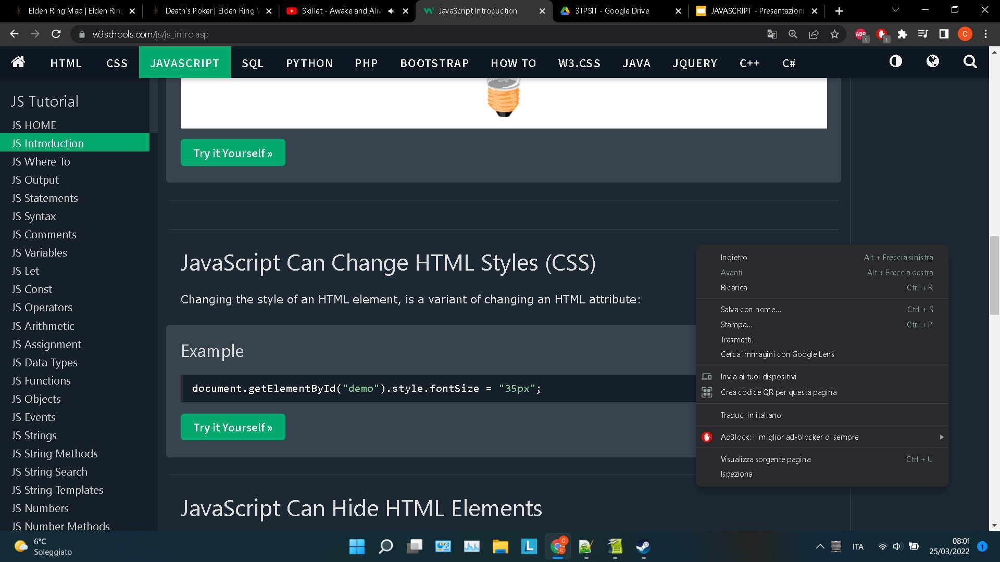 Elden Ring Map | Elden Ring
Death's Poker | Elden Ring W
Skillet - Awake and Aliv
JavaScript Introduction
3TPSIT - Google Drive
JAVASCRIPT - Presentazioni
w3schools.com/js/js_intro.asp
ABP
1
1
C
HTML
CSS
JAVASCRIPT
SQL
PYTHON
PHP
BOOTSTRAP
HOW TO
W3.CSS
JAVA
JQUERY
C++
C#
JS Tutorial
JS HOME
JS Introduction
JS Where To
JS Output
JS Statements
JS Syntax
JS Comments
JS Variables
JS Let
JS Const
JS Operators
JS Arithmetic
JS Assignment
JS Data Types
JS Functions
JS Objects
JS Events
JS Strings
JS String Methods
JS String Search
JS String Templates
JS Numbers
JS Number Methods
Try it Yourself »
JavaScript Can Change HTML Styles (CSS)
Changing the style of an HTML element, is a variant of changing an HTML attribute:
Example
document.getElementById("demo").style.fontSize = "35px";
Try it Yourself »
JavaScript Can Hide HTML Elements
Indietro Alt + Freccia sinistra
Avanti Alt + Freccia destra
Ricarica Ctrl + R
Salva con nome... Ctrl + S
Stampa... Ctrl + P
Trasmetti...
Cerca immagini con Google Lens
Invia ai tuoi dispositivi
Crea codice QR per questa pagina
Traduci in italiano
AdBlock: il miglior ad-blocker di sempre
Visualizza sorgente pagina Ctrl + U
Ispeziona
6°C
Soleggiato
L
C
C
ITA
08:01
25/03/2022
1